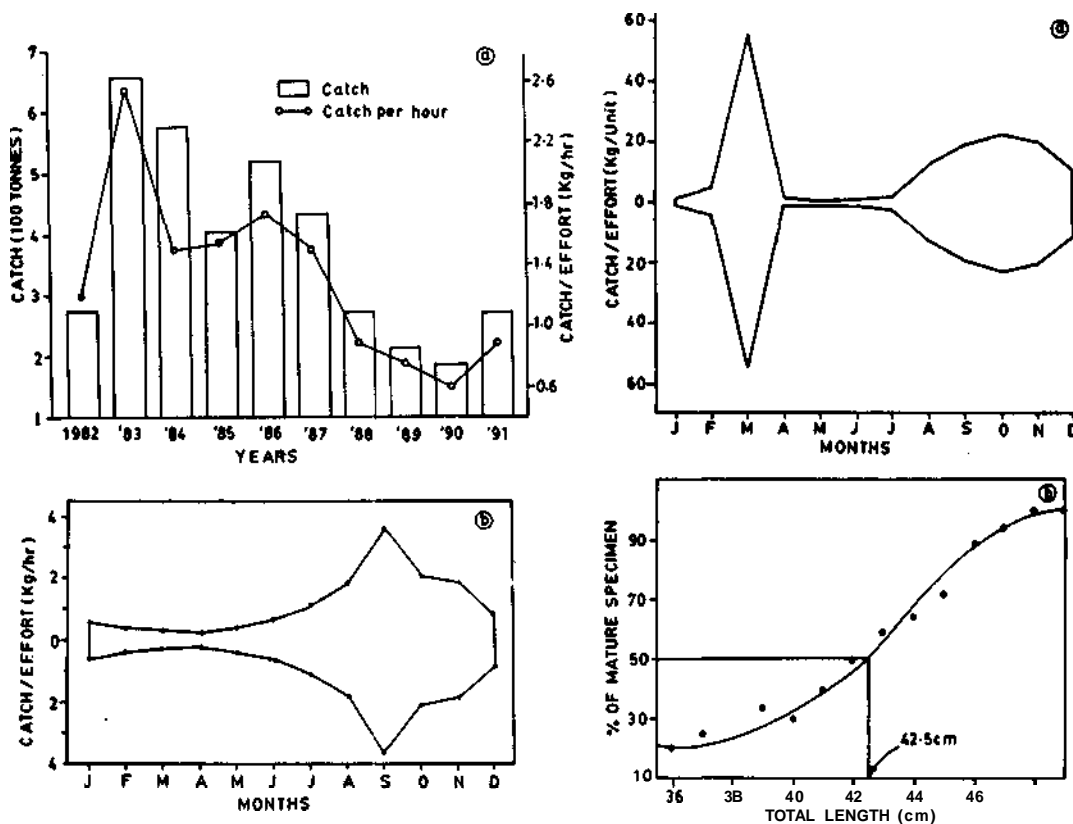 ⓐ
7
6
5
4
3
2
1
CATCH (100 TONNES)
Catch
Catch per hour
2·6
2·2
1·8
1·4
1·0
0·6
CATCH/EFFORT (Kg/hr)
1982 '83 '84 '85 '86 '87 '88 '89 '90 '91
YEARS
ⓑ
4
2
0
2
4
CATCH/EFFORT (Kg/hr)
J F M A M J J A S O N D
MONTHS
ⓐ
60
40
20
0
20
40
60
CATCH/EFFORT (Kg/Unit)
J F M A M J J A S O N D
MONTHS
ⓑ
90
70
50
30
10
% OF MATURE SPECIMEN
42·5cm
36 3B 40 42 44 46
TOTAL LENGTH (cm)